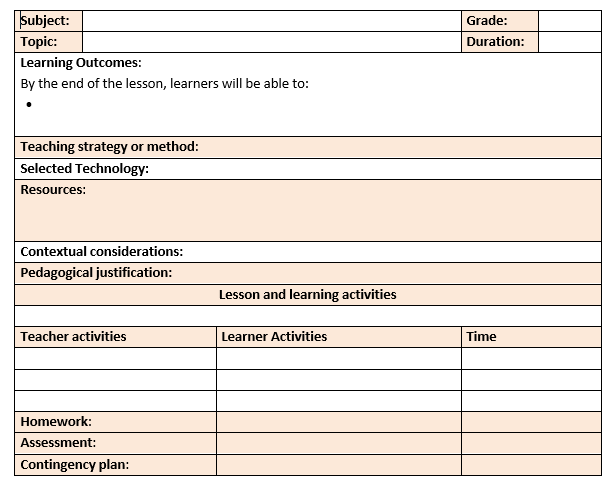 Subject: Grade:
Topic: Duration:
Learning Outcomes:
By the end of the lesson, learners will be able to:
•
Teaching strategy or method:
Selected Technology:
Resources:
Contextual considerations:
Pedagogical justification:
Lesson and learning activities
Teacher activities Learner Activities Time
Homework:
Assessment:
Contingency plan: